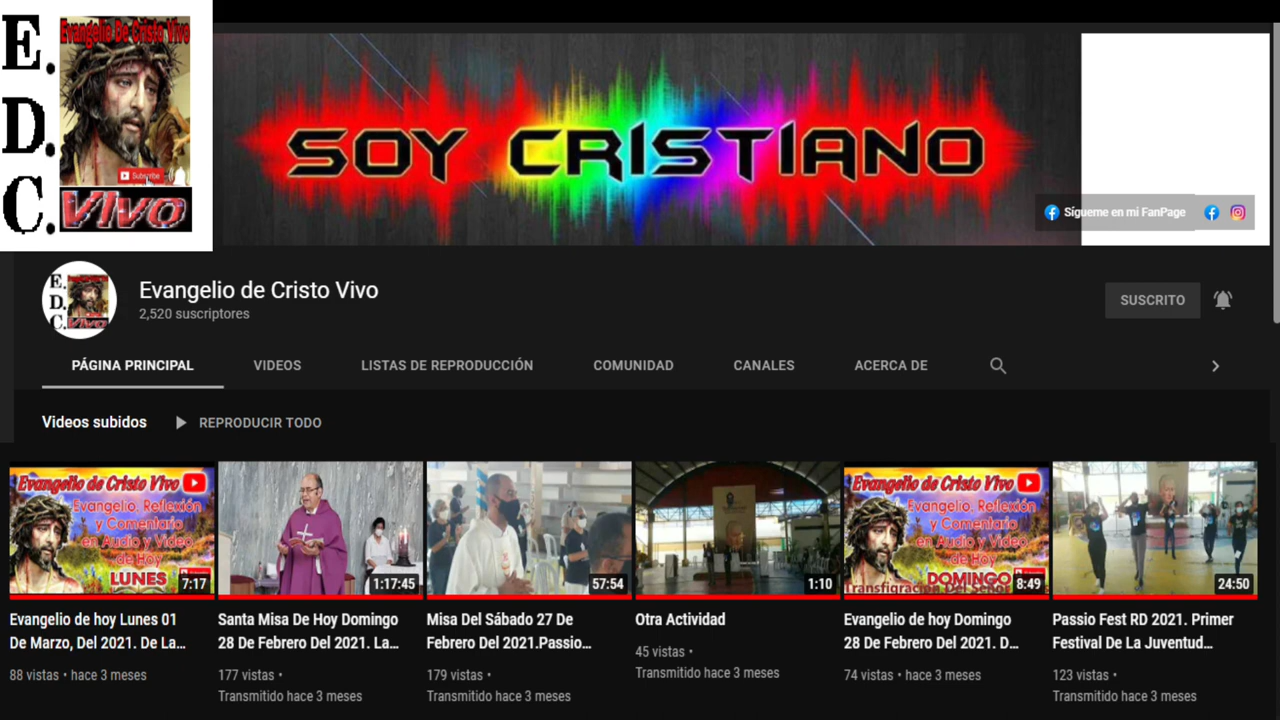 E.
D.
C.
Evangelio De Cristo Vivo
Subscribe
Vivo
SOY CRISTIANO
Sígueme en mi FanPage
E.
D.
C.
Vivo
Evangelio de Cristo Vivo
2,520 suscriptores
SUSCRITO
PÁGINA PRINCIPAL
VIDEOS
LISTAS DE REPRODUCCIÓN
COMUNIDAD
CANALES
ACERCA DE
Videos subidos
REPRODUCIR TODO
Evangelio de Cristo Vivo
Evangelio, Reflexión
y Comentario
en Audio y Video
de Hoy
LUNES
7:17
Evangelio de hoy Lunes 01
De Marzo, Del 2021. De La...
88 vistas • hace 3 meses
1:17:45
Santa Misa De Hoy Domingo
28 De Febrero Del 2021. La...
177 vistas •
Transmitido hace 3 meses
57:54
Misa Del Sábado 27 De
Febrero Del 2021.Passio...
179 vistas •
Transmitido hace 3 meses
1:10
Otra Actividad
45 vistas •
Transmitido hace 3 meses
Evangelio de Cristo Vivo
Evangelio, Reflexión
y Comentario
en Audio y Video
de Hoy
DOMINGO
Transfigración Del Señor
8:49
Evangelio de hoy Domingo
28 De Febrero Del 2021. D...
74 vistas • hace 3 meses
24:50
Passio Fest RD 2021. Primer
Festival De La Juventud...
123 vistas •
Transmitido hace 3 meses